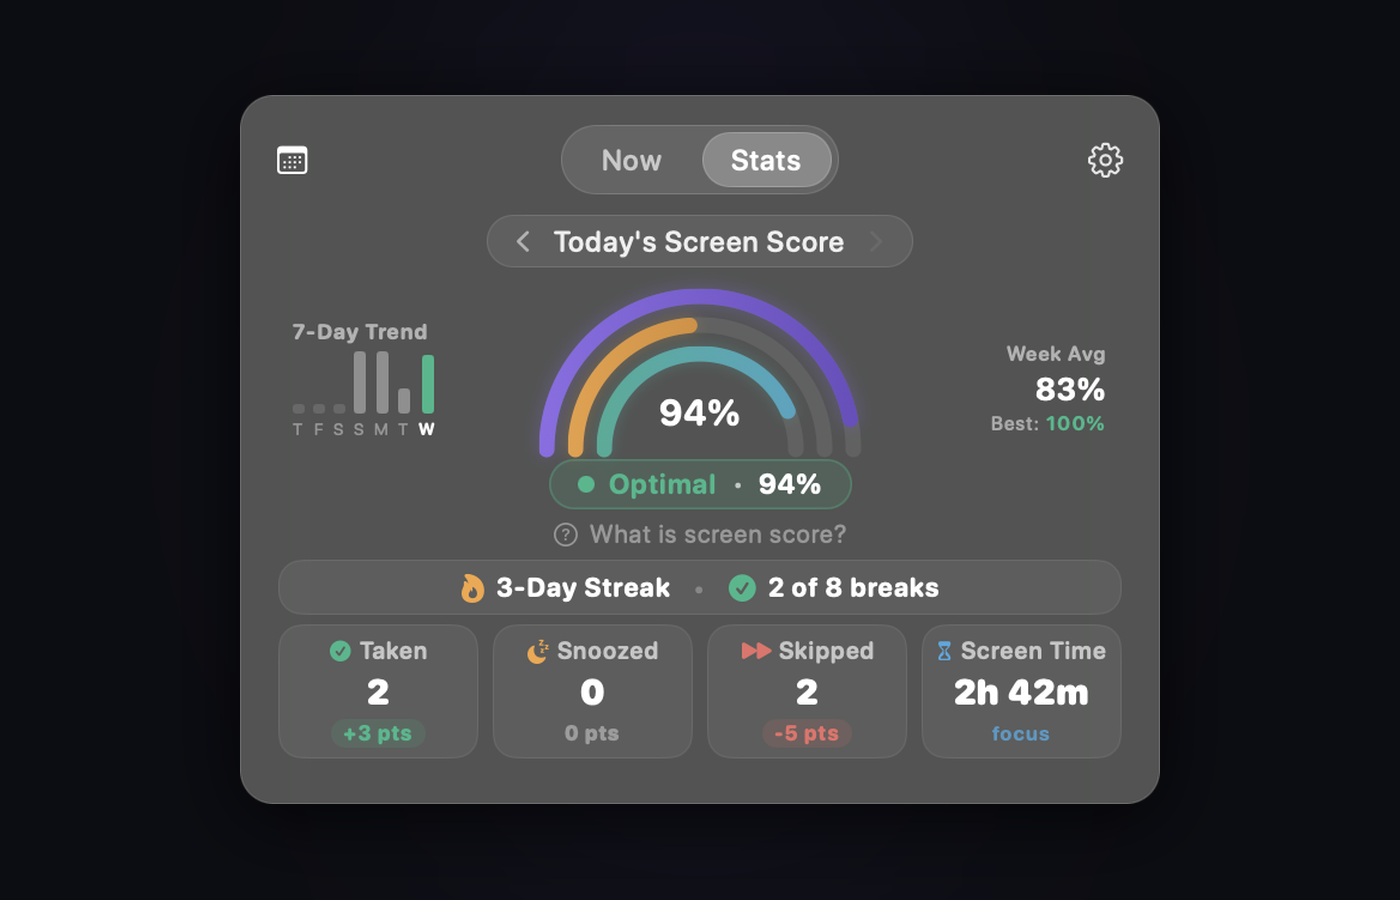 Now Stats
Today's Screen Score
7-Day Trend
T F S S M T W
94%
Week Avg
83%
Best: 100%
Optimal · 94%
? What is screen score?
3-Day Streak • 2 of 8 breaks
Taken
2
+3 pts
Snoozed
0
0 pts
Skipped
2
-5 pts
Screen Time
2h 42m
focus